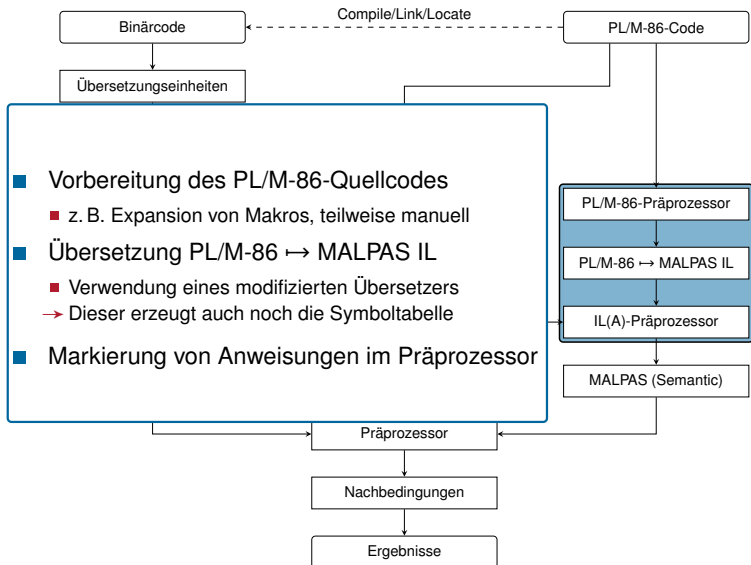 Compile/Link/Locate
Binärcode
PL/M-86-Code
Übersetzungseinheiten
Vorbereitung des PL/M-86-Quellcodes
z. B. Expansion von Makros, teilweise manuell
Übersetzung PL/M-86 ↦ MALPAS IL
Verwendung eines modifizierten Übersetzers
→ Dieser erzeugt auch noch die Symboltabelle
Markierung von Anweisungen im Präprozessor
PL/M-86-Präprozessor
PL/M-86 ↦ MALPAS IL
IL(A)-Präprozessor
MALPAS (Semantic)
Präprozessor
Nachbedingungen
Ergebnisse